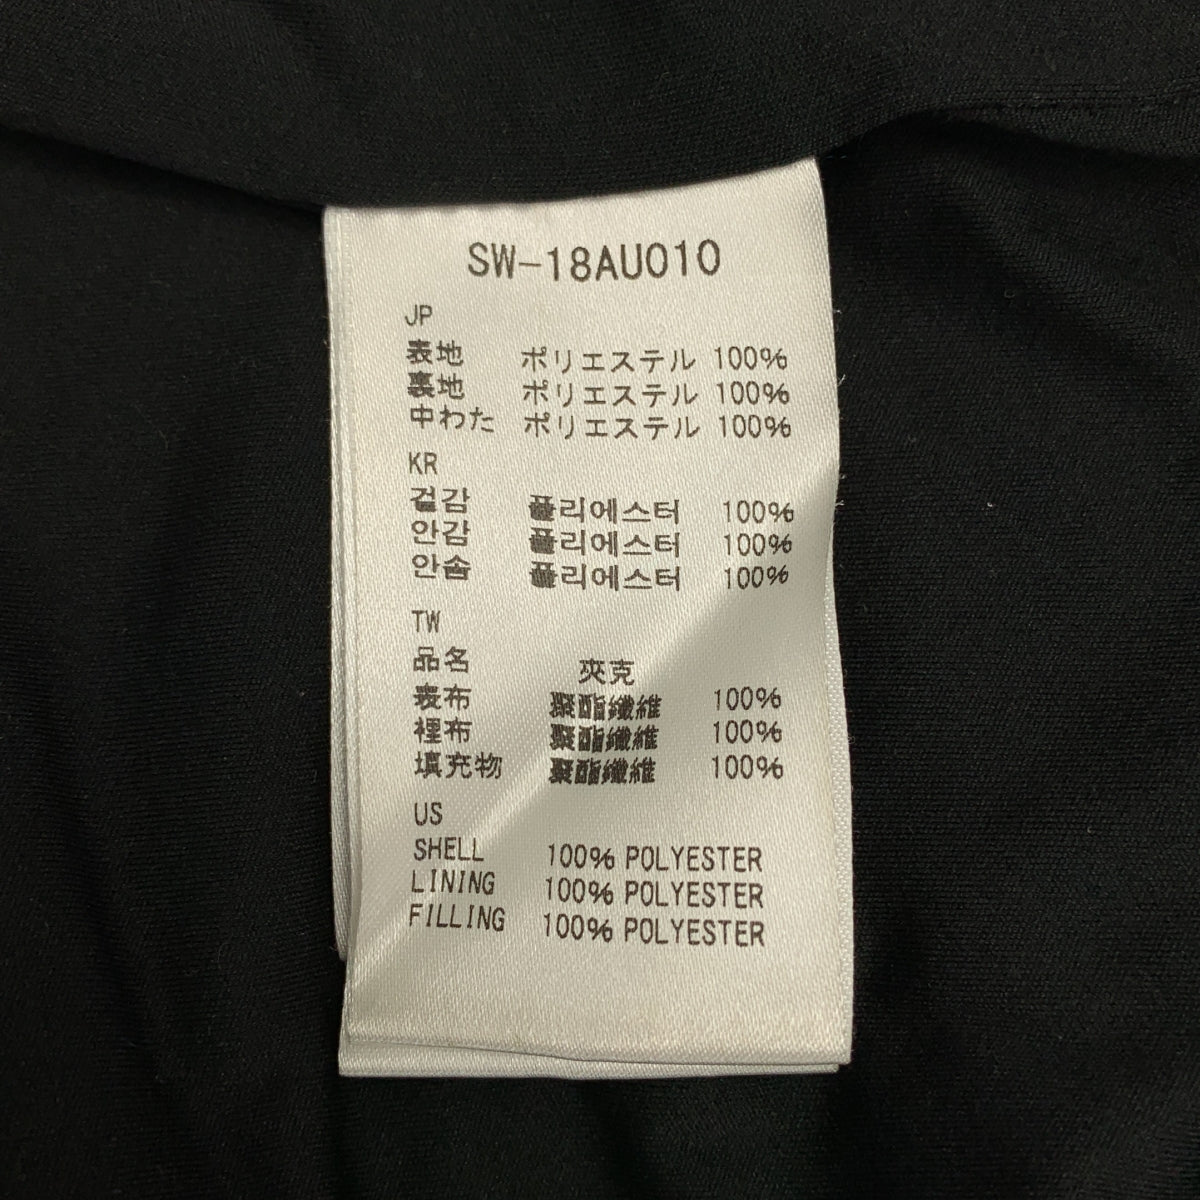 SW-18AU010
JP
表地 ポリエステル 100%
裏地 ポリエステル 100%
中わた ポリエステル 100%
KR
겉감 폴리에스터 100%
안감 폴리에스터 100%
안솜 폴리에스터 100%
TW
品名 夾克
表布 聚酯纖維 100%
裡布 聚酯纖維 100%
填充物 聚酯纖維 100%
US
SHELL 100% POLYESTER
LINING 100% POLYESTER
FILLING 100% POLYESTER